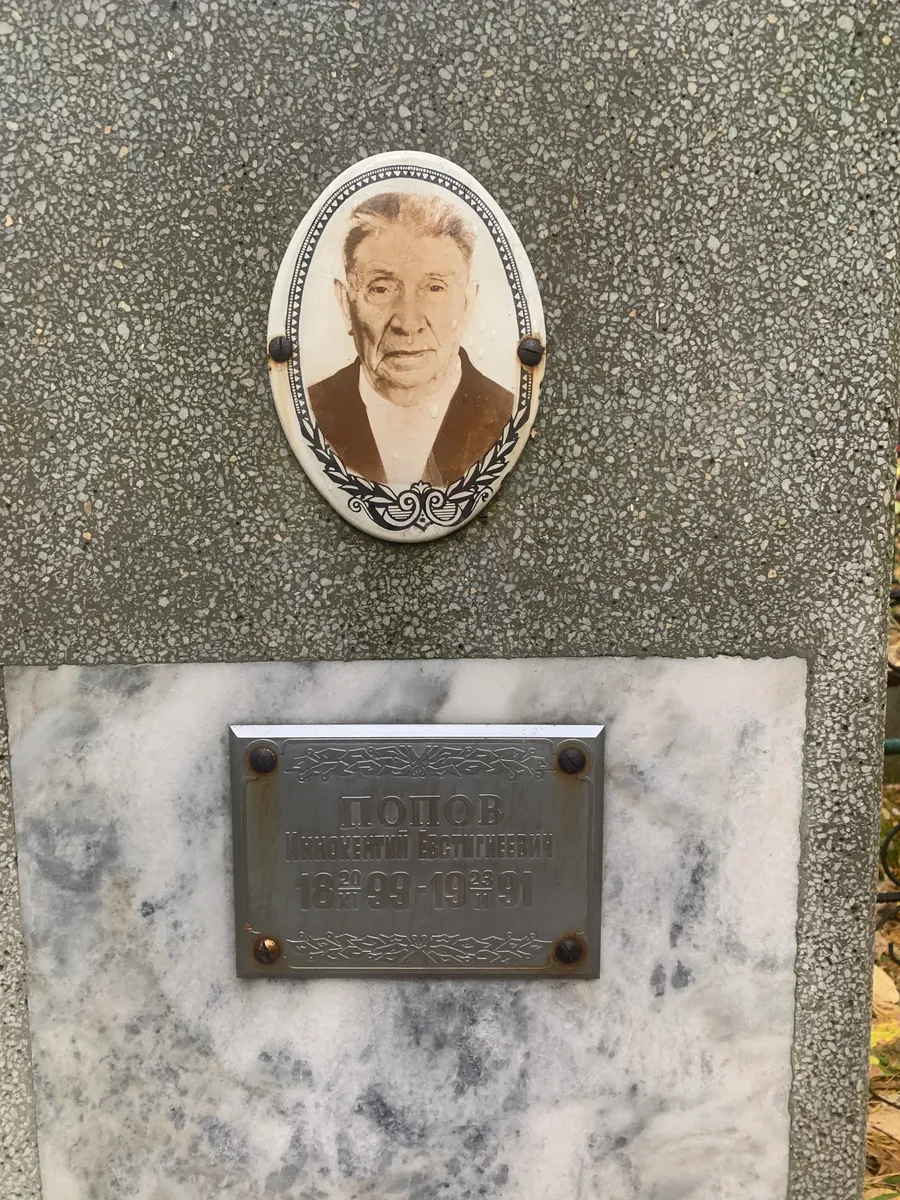 ПОПОВ
Иннокентий Евстигнеевич
18 20/XI 99 - 19 23/II 91